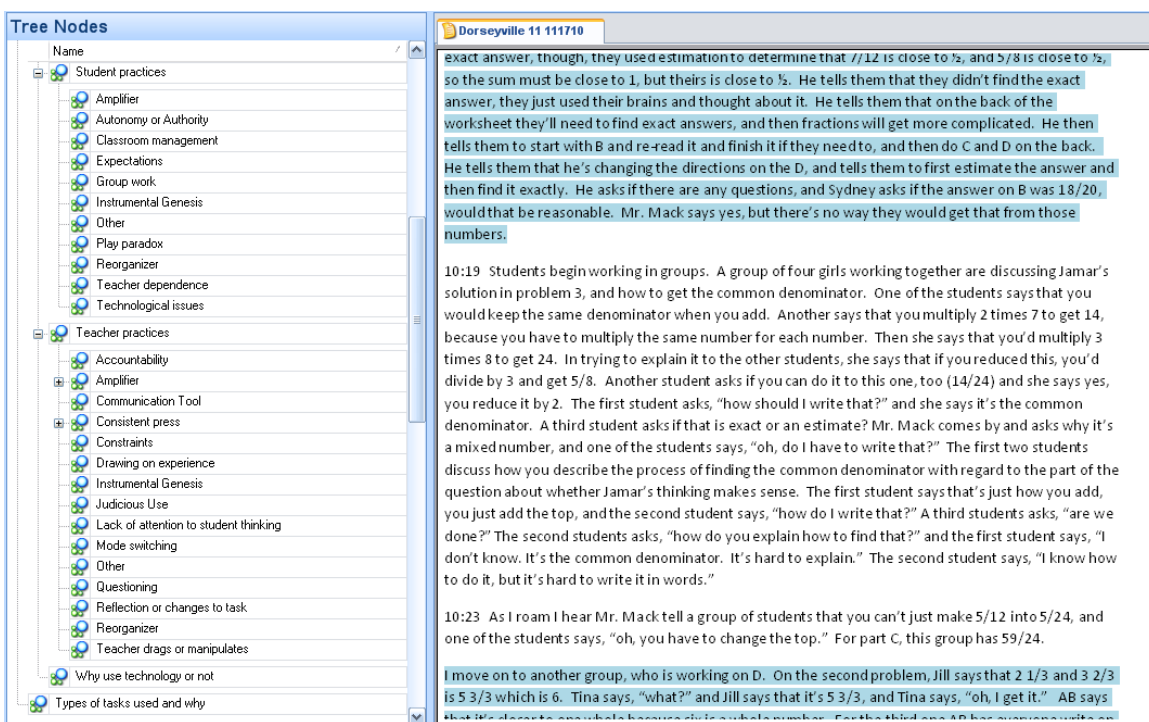 Tree Nodes
Name
Student practices
Amplifier
Autonomy or Authority
Classroom management
Expectations
Group work
Instrumental Genesis
Other
Play paradox
Reorganizer
Teacher dependence
Technological issues
Teacher practices
Accountability
Amplifier
Communication Tool
Consistent press
Constraints
Drawing on experience
Instrumental Genesis
Judicious Use
Lack of attention to student thinking
Mode switching
Other
Questioning
Reflection or changes to task
Reorganizer
Teacher drags or manipulates
Why use technology or not
Types of tasks used and why
Dorseyville 11 111710
exact answer, though, they used estimation to determine that 7/12 is close to ½, and 5/8 is close to ½,
so the sum must be close to 1, but theirs is close to ½. He tells them that they didn't find the exact
answer, they just used their brains and thought about it. He tells them that on the back of the
worksheet they'll need to find exact answers, and then fractions will get more complicated. He then
tells them to start with B and re-read it and finish it if they need to, and then do C and D on the back.
He tells them that he's changing the directions on the D, and tells them to first estimate the answer and
then find it exactly. He asks if there are any questions, and Sydney asks if the answer on B was 18/20,
would that be reasonable. Mr. Mack says yes, but there's no way they would get that from those
numbers.
10:19 Students begin working in groups. A group of four girls working together are discussing Jamar's
solution in problem 3, and how to get the common denominator. One of the students says that you
would keep the same denominator when you add. Another says that you multiply 2 times 7 to get 14,
because you have to multiply the same number for each number. Then she says that you'd multiply 3
times 8 to get 24. In trying to explain it to the other students, she says that if you reduced this, you'd
divide by 3 and get 5/8. Another student asks if you can do it to this one, too (14/24) and she says yes,
you reduce it by 2. The first student asks, "how should I write that?" and she says it's the common
denominator. A third student asks if that is exact or an estimate? Mr. Mack comes by and asks why it's
a mixed number, and one of the students says, "oh, do I have to write that?" The first two students
discuss how you describe the process of finding the common denominator with regard to the part of the
question about whether Jamar's thinking makes sense. The first student says that's just how you add,
you just add the top, and the second student says, "how do I write that?" A third students asks, "are we
done?" The second students asks, "how do you explain how to find that?" and the first student says, "I
don't know. It's the common denominator. It's hard to explain." The second student says, "I know how
to do it, but it's hard to write it in words."
10:23 As I roam I hear Mr. Mack tell a group of students that you can't just make 5/12 into 5/24, and
one of the students says, "oh, you have to change the top." For part C, this group has 59/24.
I move on to another group, who is working on D. On the second problem, Jill says that 2 1/3 and 3 2/3
is 5 3/3 which is 6. Tina says, "what?" and Jill says that it's 5 3/3, and Tina says, "oh, I get it." AB says
that it's closer to one whole because six is a whole number. For the third one AB has everyone write on